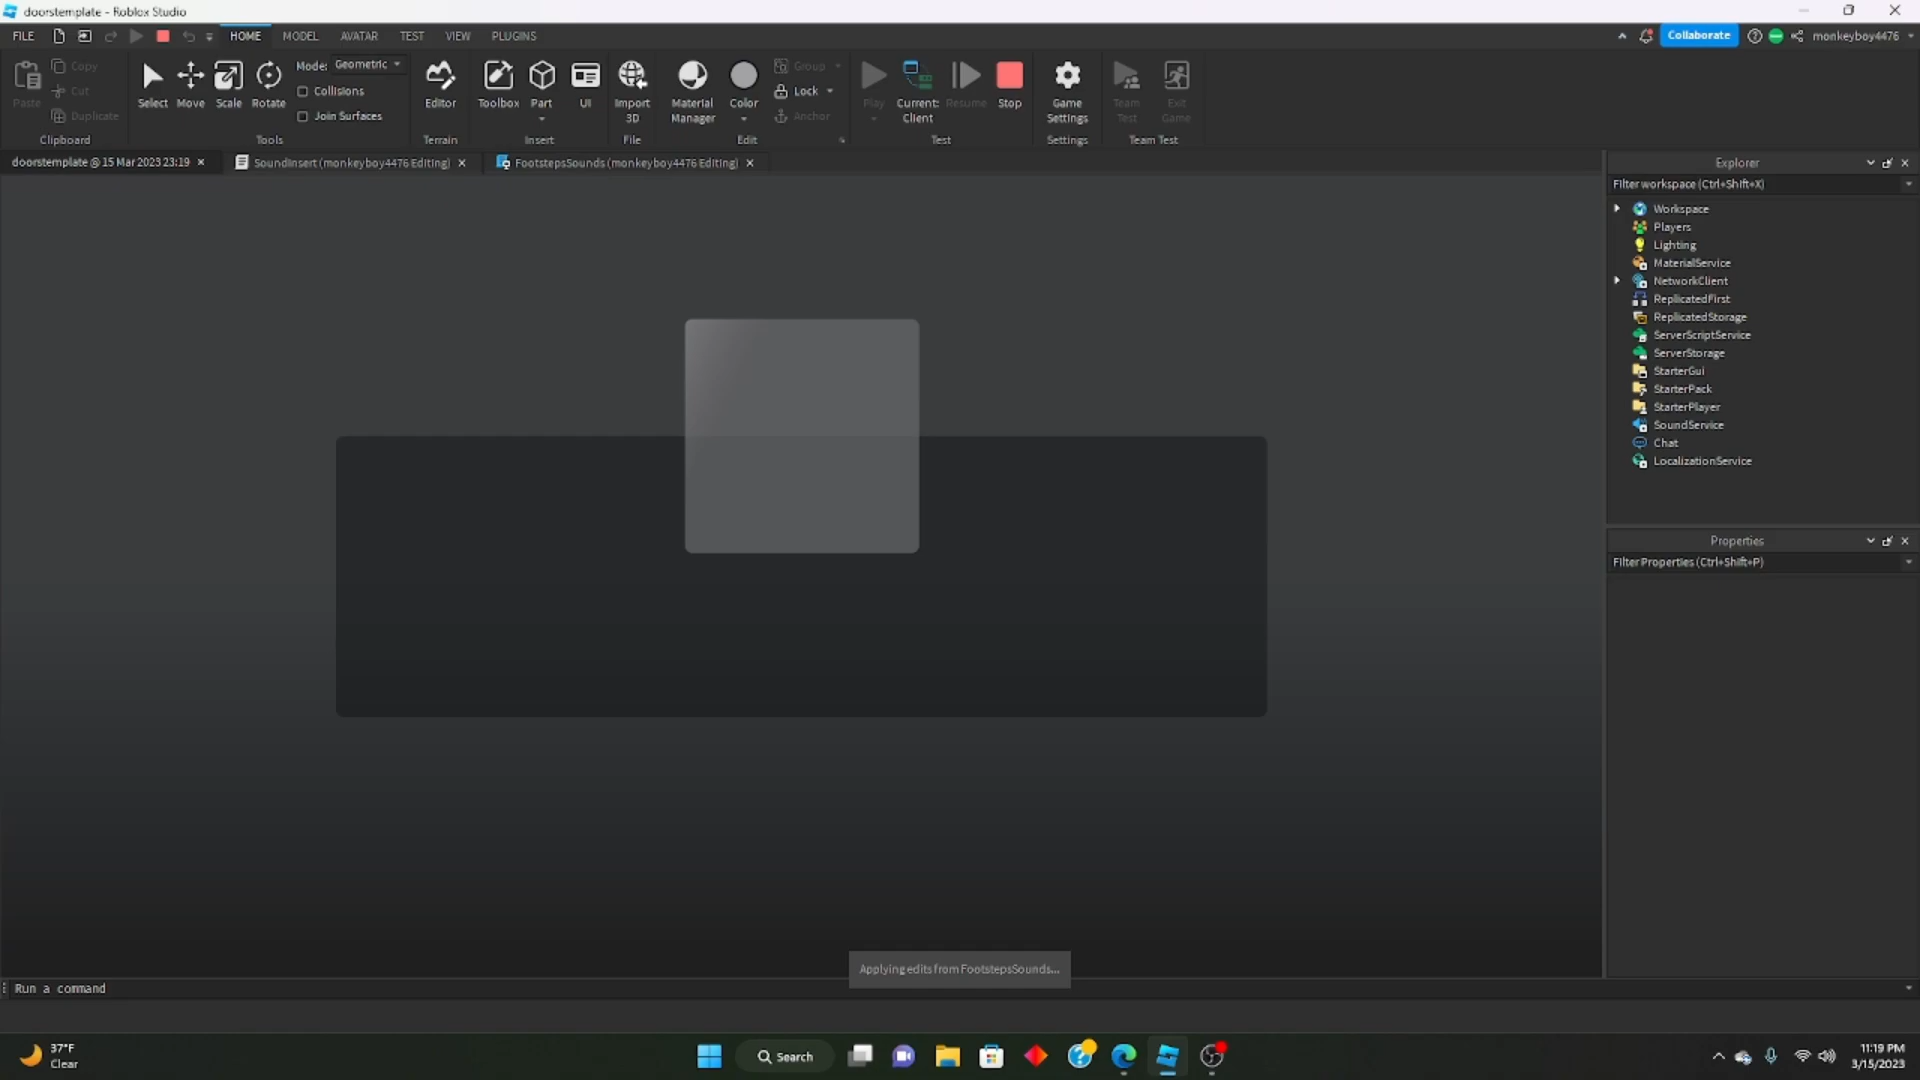 doorstemplate - Roblox Studio
FILE HOME MODEL AVATAR TEST VIEW PLUGINS
Collaborate monkeyboy4476
Paste
Copy
Cut
Duplicate
Clipboard
Select Move Scale Rotate
Mode: Geometric
Collisions
Join Surfaces
Tools
Editor
Terrain
Toolbox Part UI
Insert
Import
3D
File
Material
Manager
Color
Group
Lock
Anchor
Edit
Play
Current:
Client
Resume
Stop
Test
Game
Settings
Settings
Team
Test
Exit
Game
Team Test
doorstemplate @ 15 Mar 2023 23:19
SoundInsert (monkeyboy4476 Editing)
FootstepsSounds (monkeyboy4476 Editing)
Explorer
Filter workspace (Ctrl+Shift+X)
Workspace
Players
Lighting
MaterialService
NetworkClient
ReplicatedFirst
ReplicatedStorage
ServerScriptService
ServerStorage
StarterGui
StarterPack
StarterPlayer
SoundService
Chat
LocalizationService
Properties
Filter Properties (Ctrl+Shift+P)
Applying edits from FootstepsSounds...
Run a command
37°F
Clear
Search
11:19 PM
3/15/2023